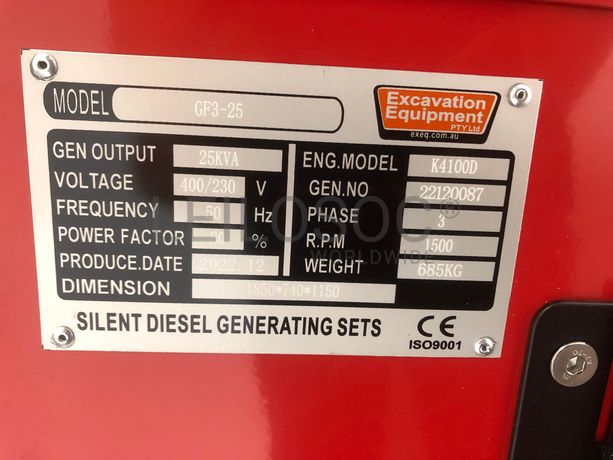 MODEL GF3-25
Excavation
Equipment
PTY Ltd
exeq.com.au
GEN OUTPUT 25KVA
VOLTAGE 400/230 V
FREQUENCY 50 Hz
POWER FACTOR %
PRODUCE.DATE 2022.12
DIMENSION 1850*740*1150
ENG.MODEL K4100D
GEN.NO 22120087
PHASE 3
R.P.M 1500
WEIGHT 685KG
SILENT DIESEL GENERATING SETS
CE
ISO9001
WORLDWIDE